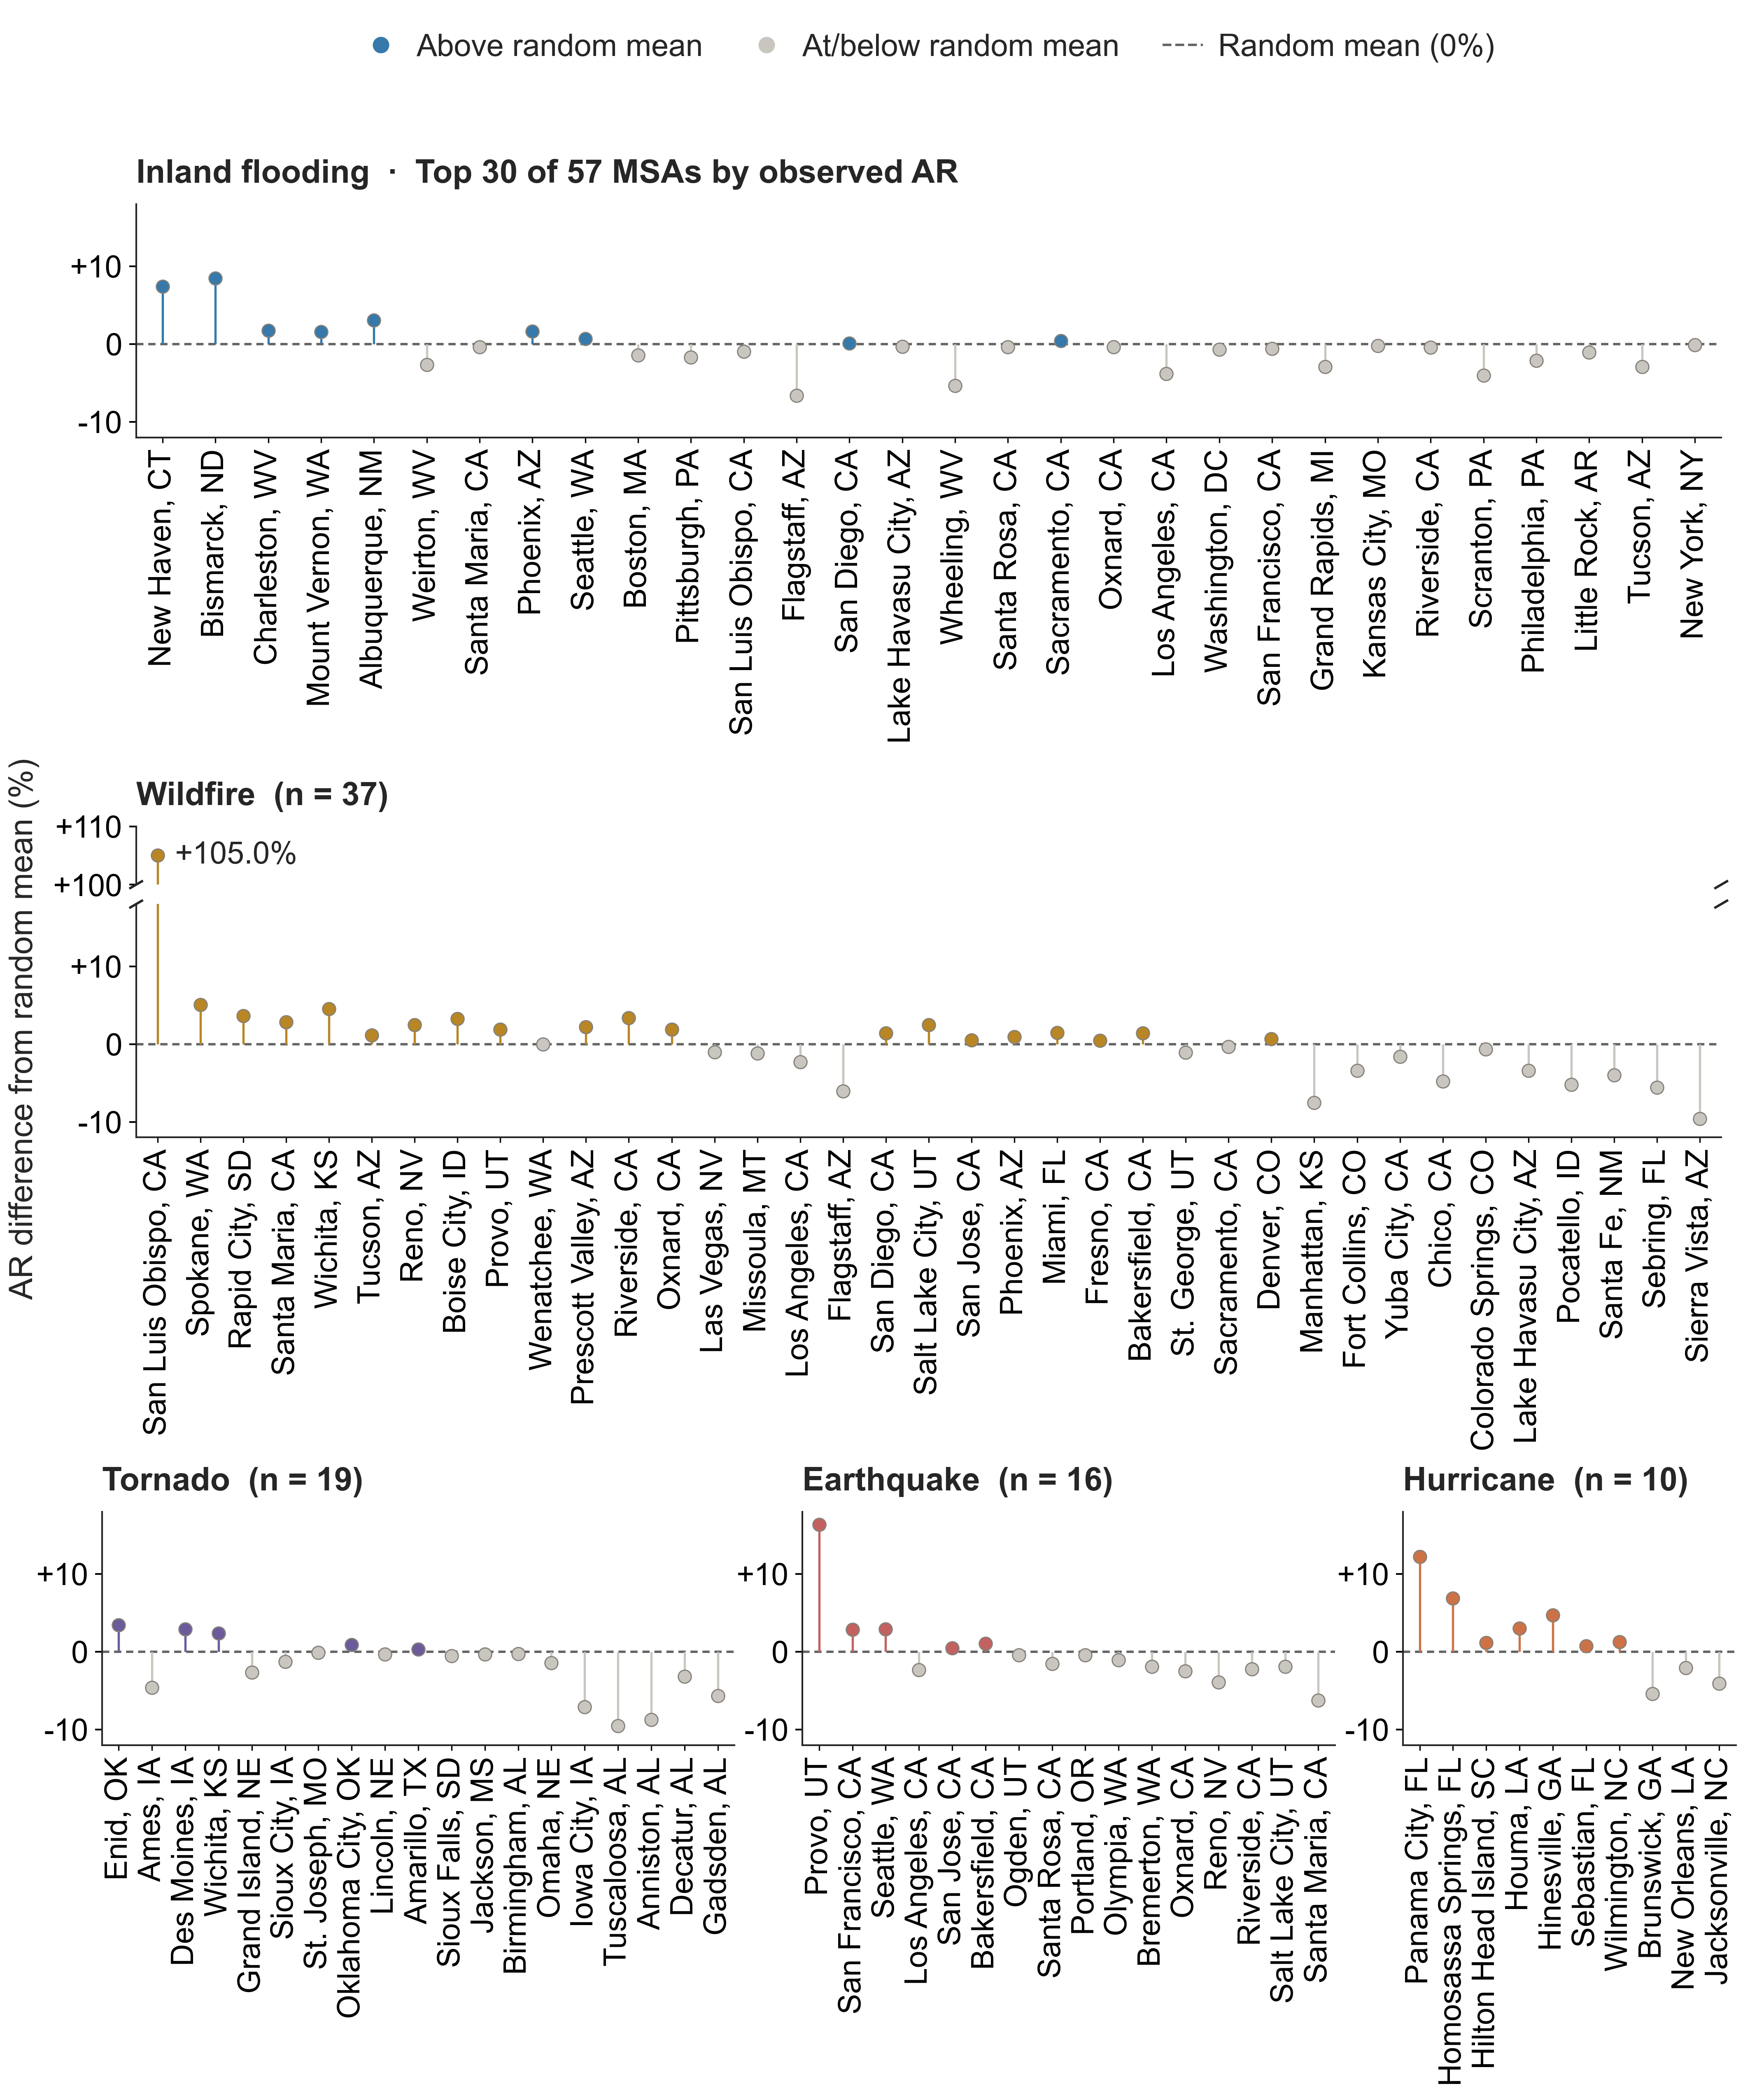 Above random mean
At/below random mean
Random mean (0%)
Inland flooding · Top 30 of 57 MSAs by observed AR
+10
0
-10
New Haven, CT
Bismarck, ND
Charleston, WV
Mount Vernon, WA
Albuquerque, NM
Weirton, WV
Santa Maria, CA
Phoenix, AZ
Seattle, WA
Boston, MA
Pittsburgh, PA
San Luis Obispo, CA
Flagstaff, AZ
San Diego, CA
Lake Havasu City, AZ
Wheeling, WV
Santa Rosa, CA
Sacramento, CA
Oxnard, CA
Los Angeles, CA
Washington, DC
San Francisco, CA
Grand Rapids, MI
Kansas City, MO
Riverside, CA
Scranton, PA
Philadelphia, PA
Little Rock, AR
Tucson, AZ
New York, NY
AR difference from random mean (%)
Wildfire (n = 37)
+110
+100
+105.0%
+10
0
-10
San Luis Obispo, CA
Spokane, WA
Rapid City, SD
Santa Maria, CA
Wichita, KS
Tucson, AZ
Reno, NV
Boise City, ID
Provo, UT
Wenatchee, WA
Prescott Valley, AZ
Riverside, CA
Oxnard, CA
Las Vegas, NV
Missoula, MT
Los Angeles, CA
Flagstaff, AZ
San Diego, CA
Salt Lake City, UT
San Jose, CA
Phoenix, AZ
Miami, FL
Fresno, CA
Bakersfield, CA
St. George, UT
Sacramento, CA
Denver, CO
Manhattan, KS
Fort Collins, CO
Yuba City, CA
Chico, CA
Colorado Springs, CO
Lake Havasu City, AZ
Pocatello, ID
Santa Fe, NM
Sebring, FL
Sierra Vista, AZ
Tornado (n = 19)
+10
0
-10
Enid, OK
Ames, IA
Des Moines, IA
Wichita, KS
Grand Island, NE
Sioux City, IA
St. Joseph, MO
Oklahoma City, OK
Lincoln, NE
Amarillo, TX
Sioux Falls, SD
Jackson, MS
Birmingham, AL
Omaha, NE
Iowa City, IA
Tuscaloosa, AL
Anniston, AL
Decatur, AL
Gadsden, AL
Earthquake (n = 16)
+10
0
-10
Provo, UT
San Francisco, CA
Seattle, WA
Los Angeles, CA
San Jose, CA
Bakersfield, CA
Ogden, UT
Santa Rosa, CA
Portland, OR
Olympia, WA
Bremerton, WA
Oxnard, CA
Reno, NV
Riverside, CA
Salt Lake City, UT
Santa Maria, CA
Hurricane (n = 10)
+10
0
-10
Panama City, FL
Homosassa Springs, FL
Hilton Head Island, SC
Houma, LA
Hinesville, GA
Sebastian, FL
Wilmington, NC
Brunswick, GA
New Orleans, LA
Jacksonville, NC